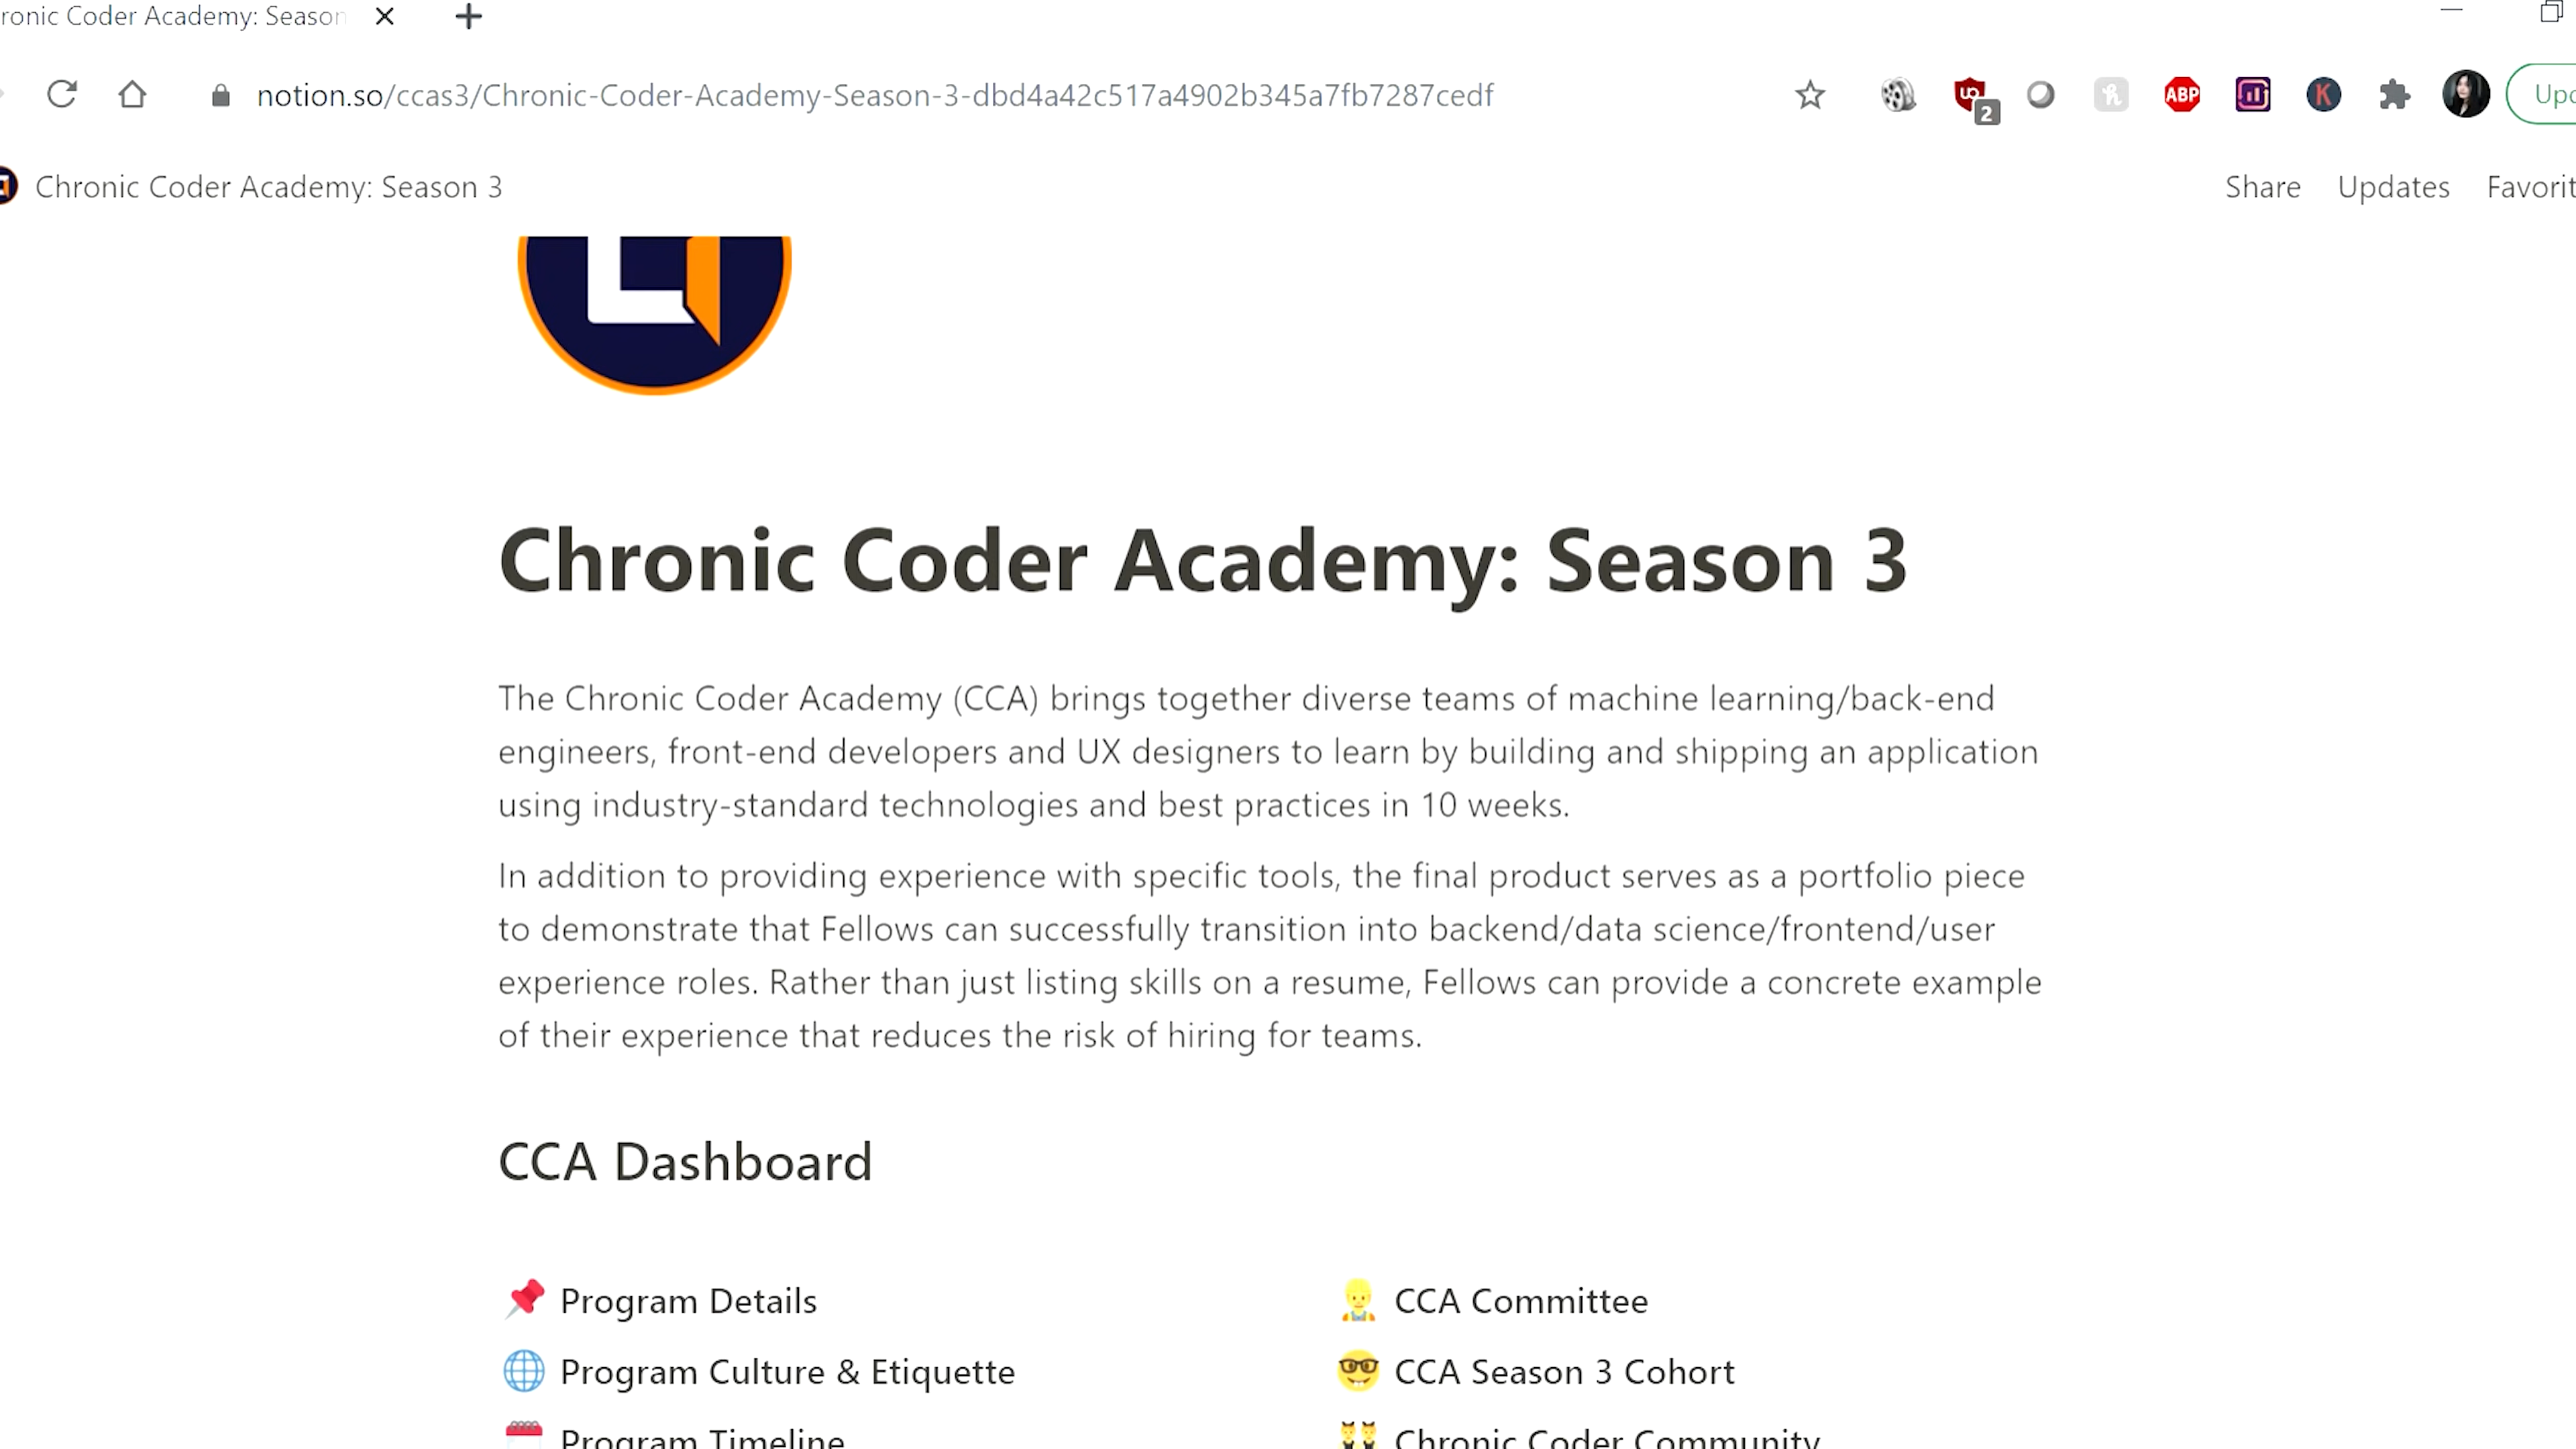 ronic Coder Academy: Season
notion.so/ccas3/Chronic-Coder-Academy-Season-3-dbd4a42c517a4902b345a7fb7287cedf
2
ABP
K
Upd
Chronic Coder Academy: Season 3
Share Updates Favorit
Chronic Coder Academy: Season 3
The Chronic Coder Academy (CCA) brings together diverse teams of machine learning/back-end
engineers, front-end developers and UX designers to learn by building and shipping an application
using industry-standard technologies and best practices in 10 weeks.
In addition to providing experience with specific tools, the final product serves as a portfolio piece
to demonstrate that Fellows can successfully transition into backend/data science/frontend/user
experience roles. Rather than just listing skills on a resume, Fellows can provide a concrete example
of their experience that reduces the risk of hiring for teams.
CCA Dashboard
Program Details
CCA Committee
Program Culture & Etiquette
CCA Season 3 Cohort
Program Timeline
Chronic Coder Community